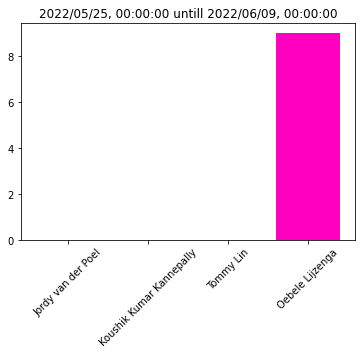 2022/05/25, 00:00:00 untill 2022/06/09, 00:00:00
8
6
4
2
0
Jordy van der Poel
Koushik Kumar Kannepally
Tommy Lin
Oebele Lijzenga